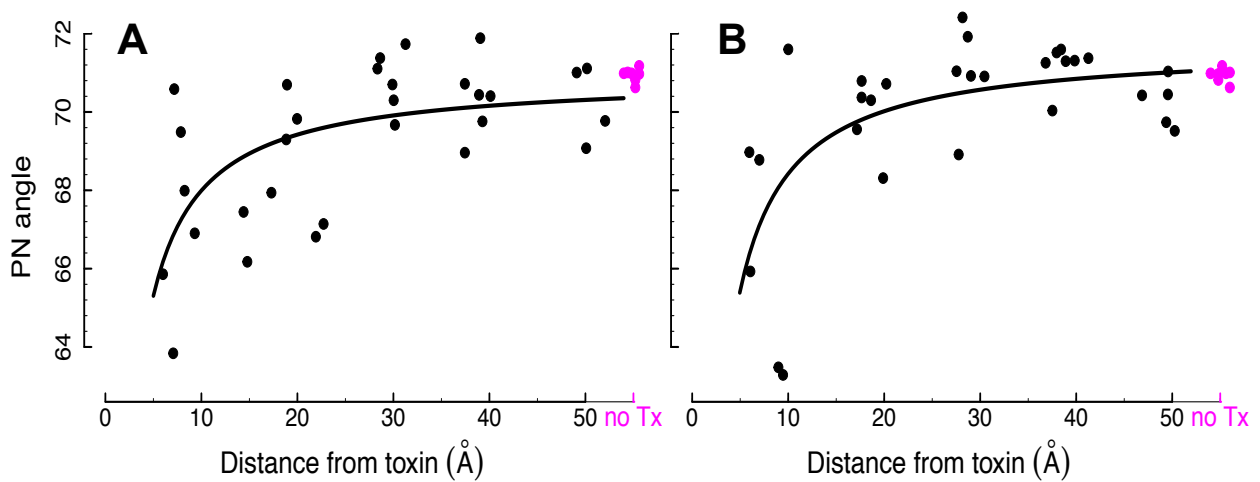 A
B
PN angle
72
70
68
66
64
0 10 20 30 40 50 no Tx
0 10 20 30 40 50 no Tx
Distance from toxin (Å)
Distance from toxin (Å)